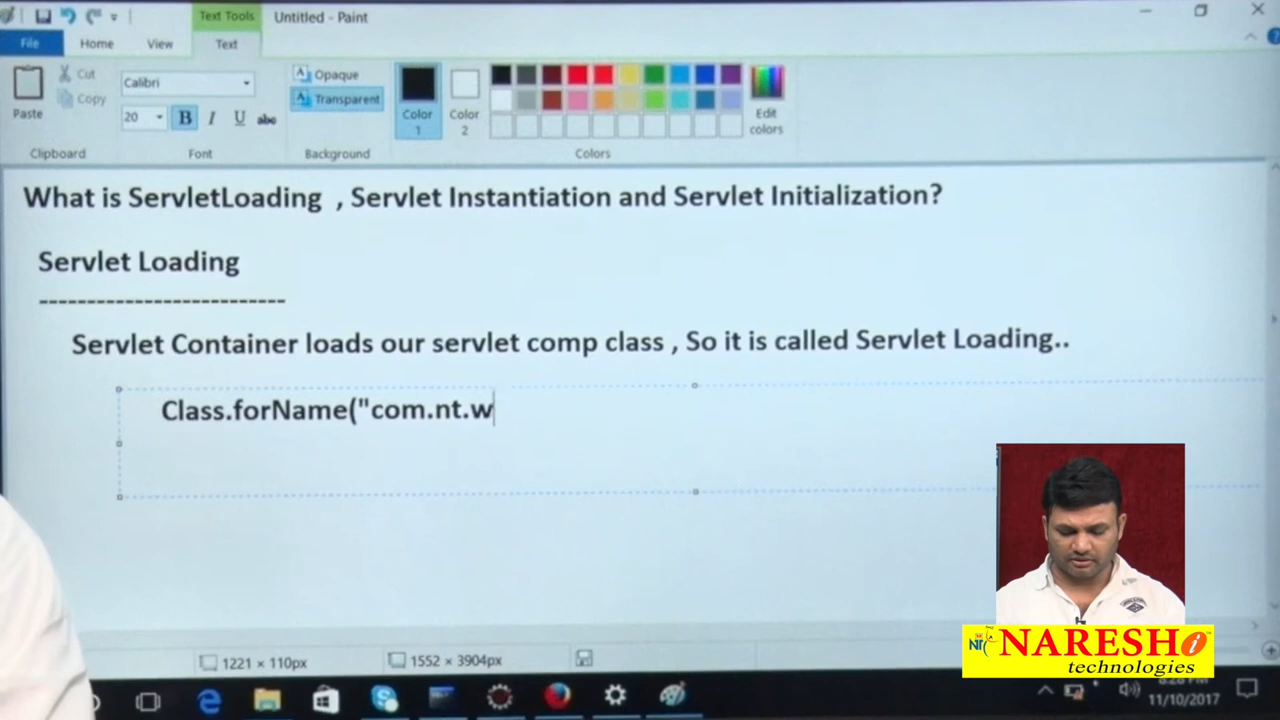 Text Tools
Untitled - Paint
File
Home
View
Text
Paste
Cut
Copy
Calibri
20
B
I
U
abc
Opaque
Transparent
Color 1
Color 2
Edit colors
Clipboard
Font
Background
Colors
What is ServletLoading , Servlet Instantiation and Servlet Initialization?
Servlet Loading
--------------------------
Servlet Container loads our servlet comp class , So it is called Servlet Loading..
Class.forName("com.nt.w
1221 × 110px
1552 × 3904px
NARESH i
technologies
11/10/2017